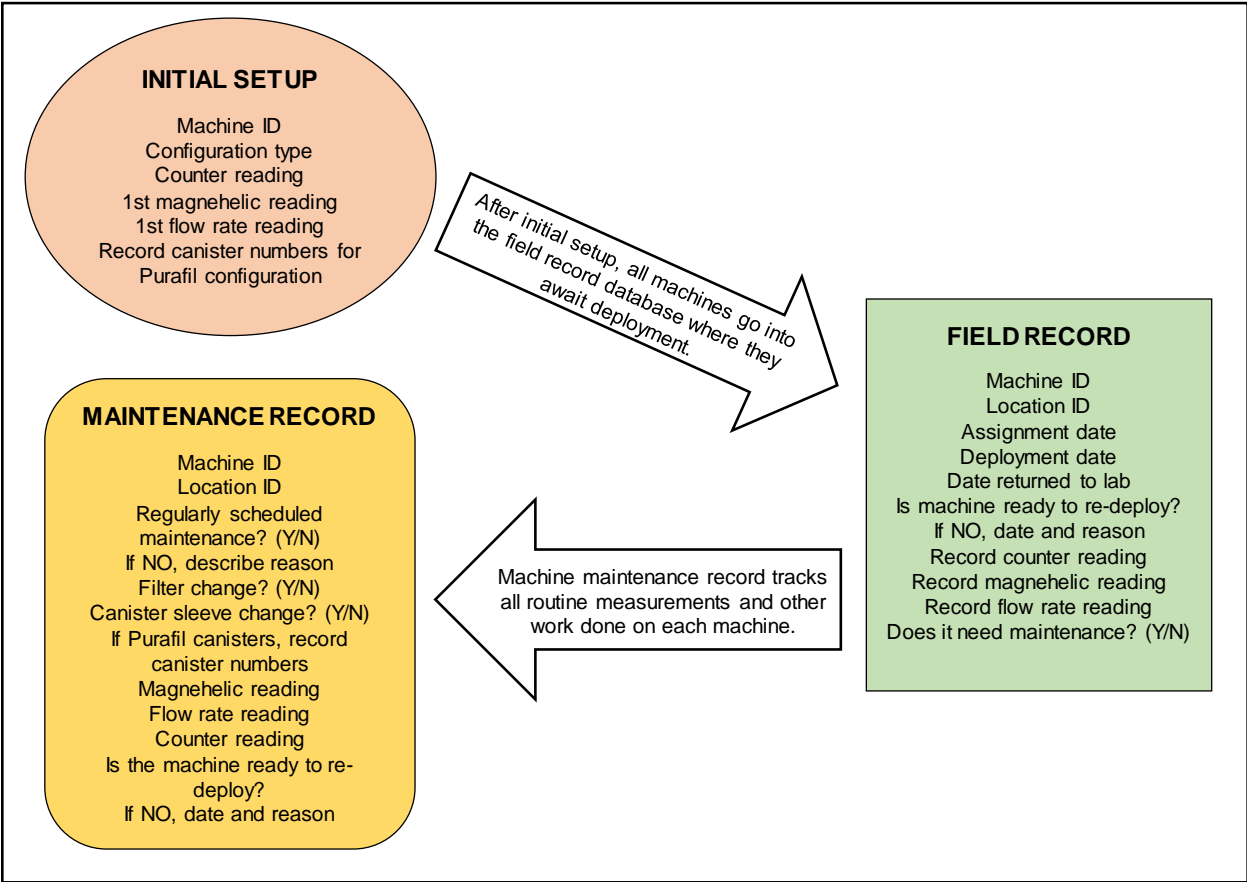 INITIAL SETUP
Machine ID
Configuration type
Counter reading
1st magnehelic reading
1st flow rate reading
Record canister numbers for
Purafil configuration
After initial setup, all machines go into
the field record database where they
await deployment.
FIELD RECORD
Machine ID
Location ID
Assignment date
Deployment date
Date returned to lab
Is machine ready to re-deploy?
If NO, date and reason
Record counter reading
Record magnehelic reading
Record flow rate reading
Does it need maintenance? (Y/N)
Machine maintenance record tracks
all routine measurements and other
work done on each machine.
MAINTENANCE RECORD
Machine ID
Location ID
Regularly scheduled
maintenance? (Y/N)
If NO, describe reason
Filter change? (Y/N)
Canister sleeve change? (Y/N)
If Purafil canisters, record
canister numbers
Magnehelic reading
Flow rate reading
Counter reading
Is the machine ready to re-
deploy?
If NO, date and reason